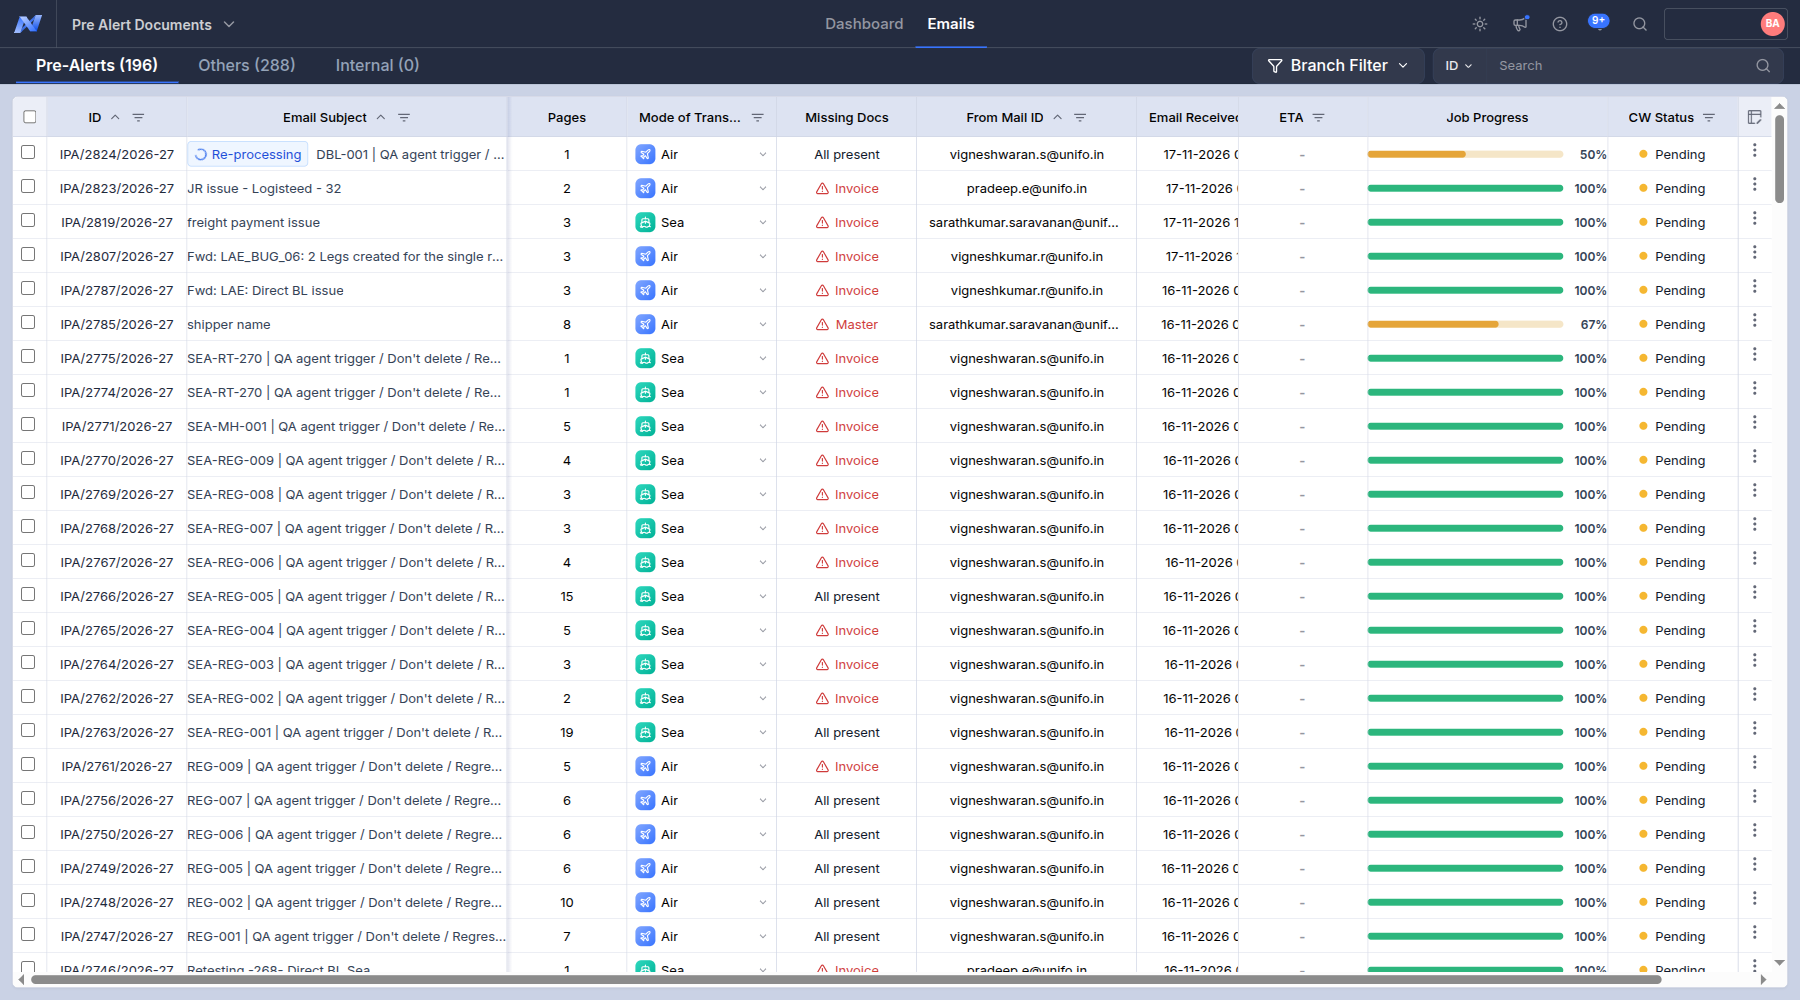 Pre Alert Documents Dashboard Emails 9+ BA
Pre-Alerts (196) Others (288) Internal (0) Branch Filter ID Search
ID Email Subject Pages Mode of Trans... Missing Docs From Mail ID Email Received ETA Job Progress CW Status
IPA/2824/2026-27 Re-processing DBL-001 | QA agent trigger / ... 1 Air All present vigneshwaran.s@unifo.in 17-11-2026 - 50% Pending
IPA/2823/2026-27 JR issue - Logisteed - 32 2 Air Invoice pradeep.e@unifo.in 17-11-2026 - 100% Pending
IPA/2819/2026-27 freight payment issue 3 Sea Invoice sarathkumar.saravanan@unif... 17-11-2026 1 - 100% Pending
IPA/2807/2026-27 Fwd: LAE_BUG_06: 2 Legs created for the single r... 3 Air Invoice vigneshkumar.r@unifo.in 17-11-2026 - 100% Pending
IPA/2787/2026-27 Fwd: LAE: Direct BL issue 3 Air Invoice vigneshkumar.r@unifo.in 16-11-2026 - 100% Pending
IPA/2785/2026-27 shipper name 8 Air Master sarathkumar.saravanan@unif... 16-11-2026 - 67% Pending
IPA/2775/2026-27 SEA-RT-270 | QA agent trigger / Don't delete / Re... 1 Sea Invoice vigneshwaran.s@unifo.in 16-11-2026 - 100% Pending
IPA/2774/2026-27 SEA-RT-270 | QA agent trigger / Don't delete / Re... 1 Sea Invoice vigneshwaran.s@unifo.in 16-11-2026 - 100% Pending
IPA/2771/2026-27 SEA-MH-001 | QA agent trigger / Don't delete / Re... 5 Sea Invoice vigneshwaran.s@unifo.in 16-11-2026 - 100% Pending
IPA/2770/2026-27 SEA-REG-009 | QA agent trigger / Don't delete / R... 4 Sea Invoice vigneshwaran.s@unifo.in 16-11-2026 - 100% Pending
IPA/2769/2026-27 SEA-REG-008 | QA agent trigger / Don't delete / R... 3 Sea Invoice vigneshwaran.s@unifo.in 16-11-2026 - 100% Pending
IPA/2768/2026-27 SEA-REG-007 | QA agent trigger / Don't delete / R... 3 Sea Invoice vigneshwaran.s@unifo.in 16-11-2026 - 100% Pending
IPA/2767/2026-27 SEA-REG-006 | QA agent trigger / Don't delete / R... 4 Sea Invoice vigneshwaran.s@unifo.in 16-11-2026 - 100% Pending
IPA/2766/2026-27 SEA-REG-005 | QA agent trigger / Don't delete / R... 15 Sea All present vigneshwaran.s@unifo.in 16-11-2026 - 100% Pending
IPA/2765/2026-27 SEA-REG-004 | QA agent trigger / Don't delete / R... 5 Sea Invoice vigneshwaran.s@unifo.in 16-11-2026 - 100% Pending
IPA/2764/2026-27 SEA-REG-003 | QA agent trigger / Don't delete / R... 3 Sea Invoice vigneshwaran.s@unifo.in 16-11-2026 - 100% Pending
IPA/2762/2026-27 SEA-REG-002 | QA agent trigger / Don't delete / R... 2 Sea Invoice vigneshwaran.s@unifo.in 16-11-2026 - 100% Pending
IPA/2763/2026-27 SEA-REG-001 | QA agent trigger / Don't delete / R... 19 Sea All present vigneshwaran.s@unifo.in 16-11-2026 - 100% Pending
IPA/2761/2026-27 REG-009 | QA agent trigger / Don't delete / Regre... 5 Air Invoice vigneshwaran.s@unifo.in 16-11-2026 - 100% Pending
IPA/2756/2026-27 REG-007 | QA agent trigger / Don't delete / Regre... 6 Air All present vigneshwaran.s@unifo.in 16-11-2026 - 100% Pending
IPA/2750/2026-27 REG-006 | QA agent trigger / Don't delete / Regre... 6 Air All present vigneshwaran.s@unifo.in 16-11-2026 - 100% Pending
IPA/2749/2026-27 REG-005 | QA agent trigger / Don't delete / Regre... 6 Air All present vigneshwaran.s@unifo.in 16-11-2026 - 100% Pending
IPA/2748/2026-27 REG-002 | QA agent trigger / Don't delete / Regre... 10 Air All present vigneshwaran.s@unifo.in 16-11-2026 - 100% Pending
IPA/2747/2026-27 REG-001 | QA agent trigger / Don't delete / Regres... 7 Air All present vigneshwaran.s@unifo.in 16-11-2026 - 100% Pending
IPA/2746/2026-27 Retesting -268- Direct BL Sea 1 Sea Invoice pradeep.e@unifo.in 16-11-2026 - 100% Pending